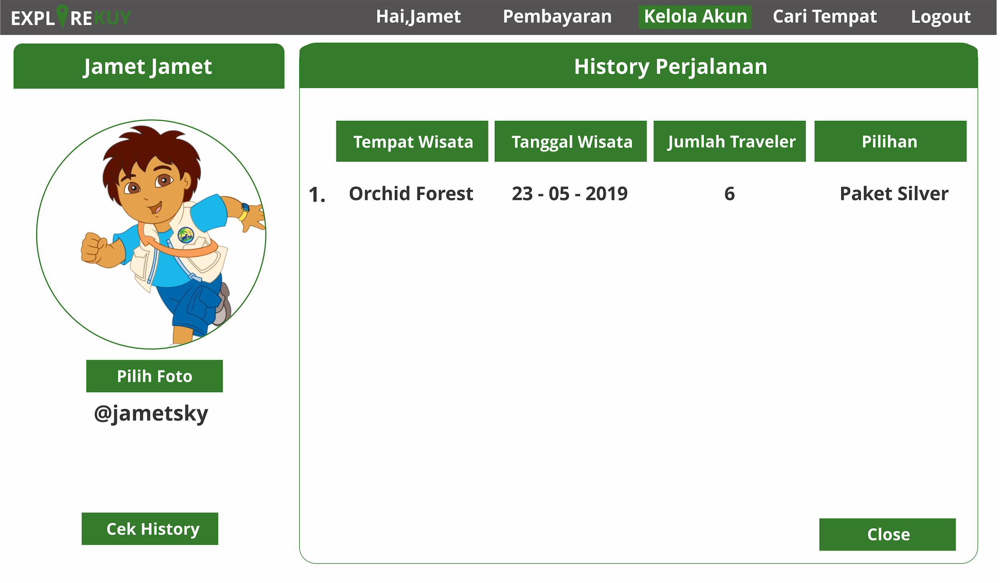 EXPLOREKUY
Hai,Jamet Pembayaran Kelola Akun Cari Tempat Logout
Jamet Jamet
Pilih Foto
@jametsky
Cek History
History Perjalanan
Tempat Wisata Tanggal Wisata Jumlah Traveler Pilihan
1. Orchid Forest 23 - 05 - 2019 6 Paket Silver
Close